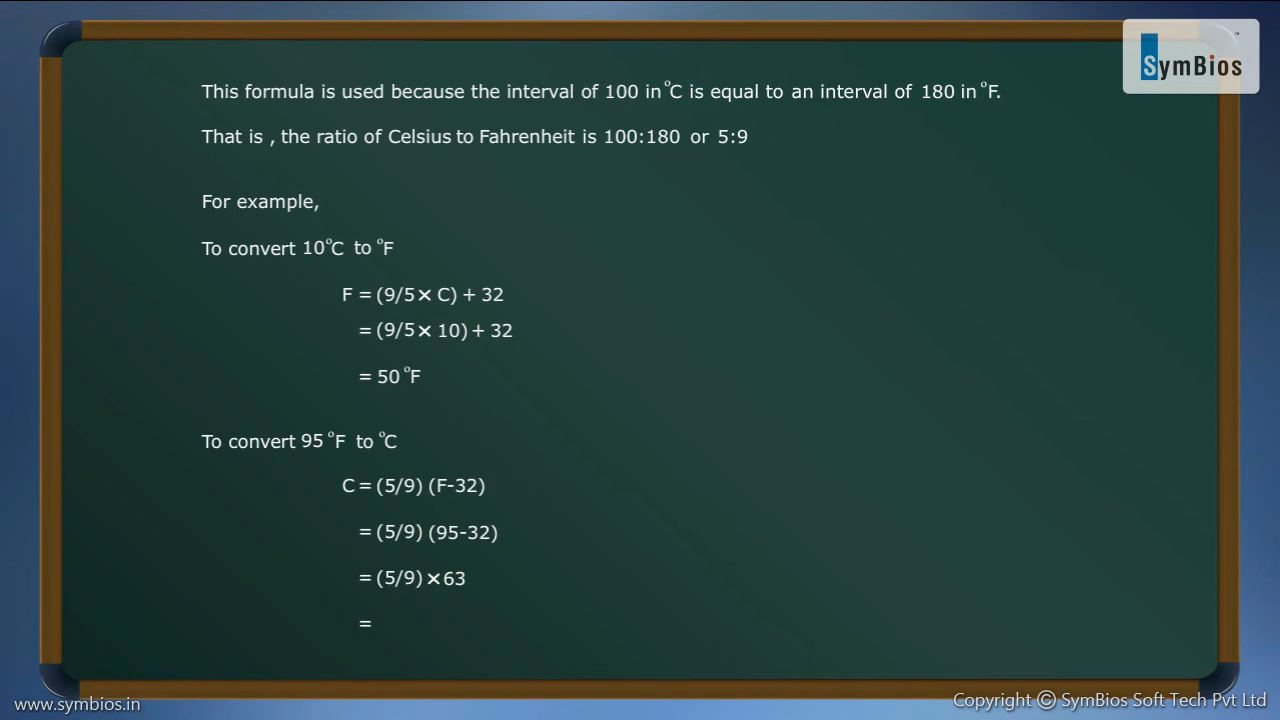 SymBios
This formula is used because the interval of 100 in °C is equal to an interval of 180 in °F.
That is , the ratio of Celsius to Fahrenheit is 100:180 or 5:9
For example,
To convert 10°C to °F
F = (9/5 × C) + 32
= (9/5 × 10) + 32
= 50 °F
To convert 95 °F to °C
C = (5/9) (F-32)
= (5/9) (95-32)
= (5/9) × 63
=
www.symbios.in
Copyright © SymBios Soft Tech Pvt Ltd